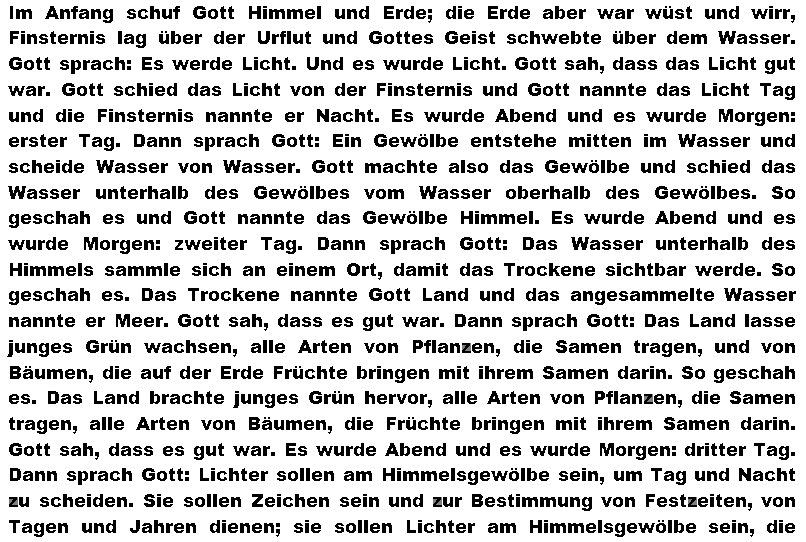 Im Anfang schuf Gott Himmel und Erde; die Erde aber war wüst und wirr,
Finsternis lag über der Urflut und Gottes Geist schwebte über dem Wasser.
Gott sprach: Es werde Licht. Und es wurde Licht. Gott sah, dass das Licht gut
war. Gott schied das Licht von der Finsternis und Gott nannte das Licht Tag
und die Finsternis nannte er Nacht. Es wurde Abend und es wurde Morgen:
erster Tag. Dann sprach Gott: Ein Gewölbe entstehe mitten im Wasser und
scheide Wasser von Wasser. Gott machte also das Gewölbe und schied das
Wasser unterhalb des Gewölbes vom Wasser oberhalb des Gewölbes. So
geschah es und Gott nannte das Gewölbe Himmel. Es wurde Abend und es
wurde Morgen: zweiter Tag. Dann sprach Gott: Das Wasser unterhalb des
Himmels sammle sich an einem Ort, damit das Trockene sichtbar werde. So
geschah es. Das Trockene nannte Gott Land und das angesammelte Wasser
nannte er Meer. Gott sah, dass es gut war. Dann sprach Gott: Das Land lasse
junges Grün wachsen, alle Arten von Pflanzen, die Samen tragen, und von
Bäumen, die auf der Erde Früchte bringen mit ihrem Samen darin. So geschah
es. Das Land brachte junges Grün hervor, alle Arten von Pflanzen, die Samen
tragen, alle Arten von Bäumen, die Früchte bringen mit ihrem Samen darin.
Gott sah, dass es gut war. Es wurde Abend und es wurde Morgen: dritter Tag.
Dann sprach Gott: Lichter sollen am Himmelsgewölbe sein, um Tag und Nacht
zu scheiden. Sie sollen Zeichen sein und zur Bestimmung von Festzeiten, von
Tagen und Jahren dienen; sie sollen Lichter am Himmelsgewölbe sein, die